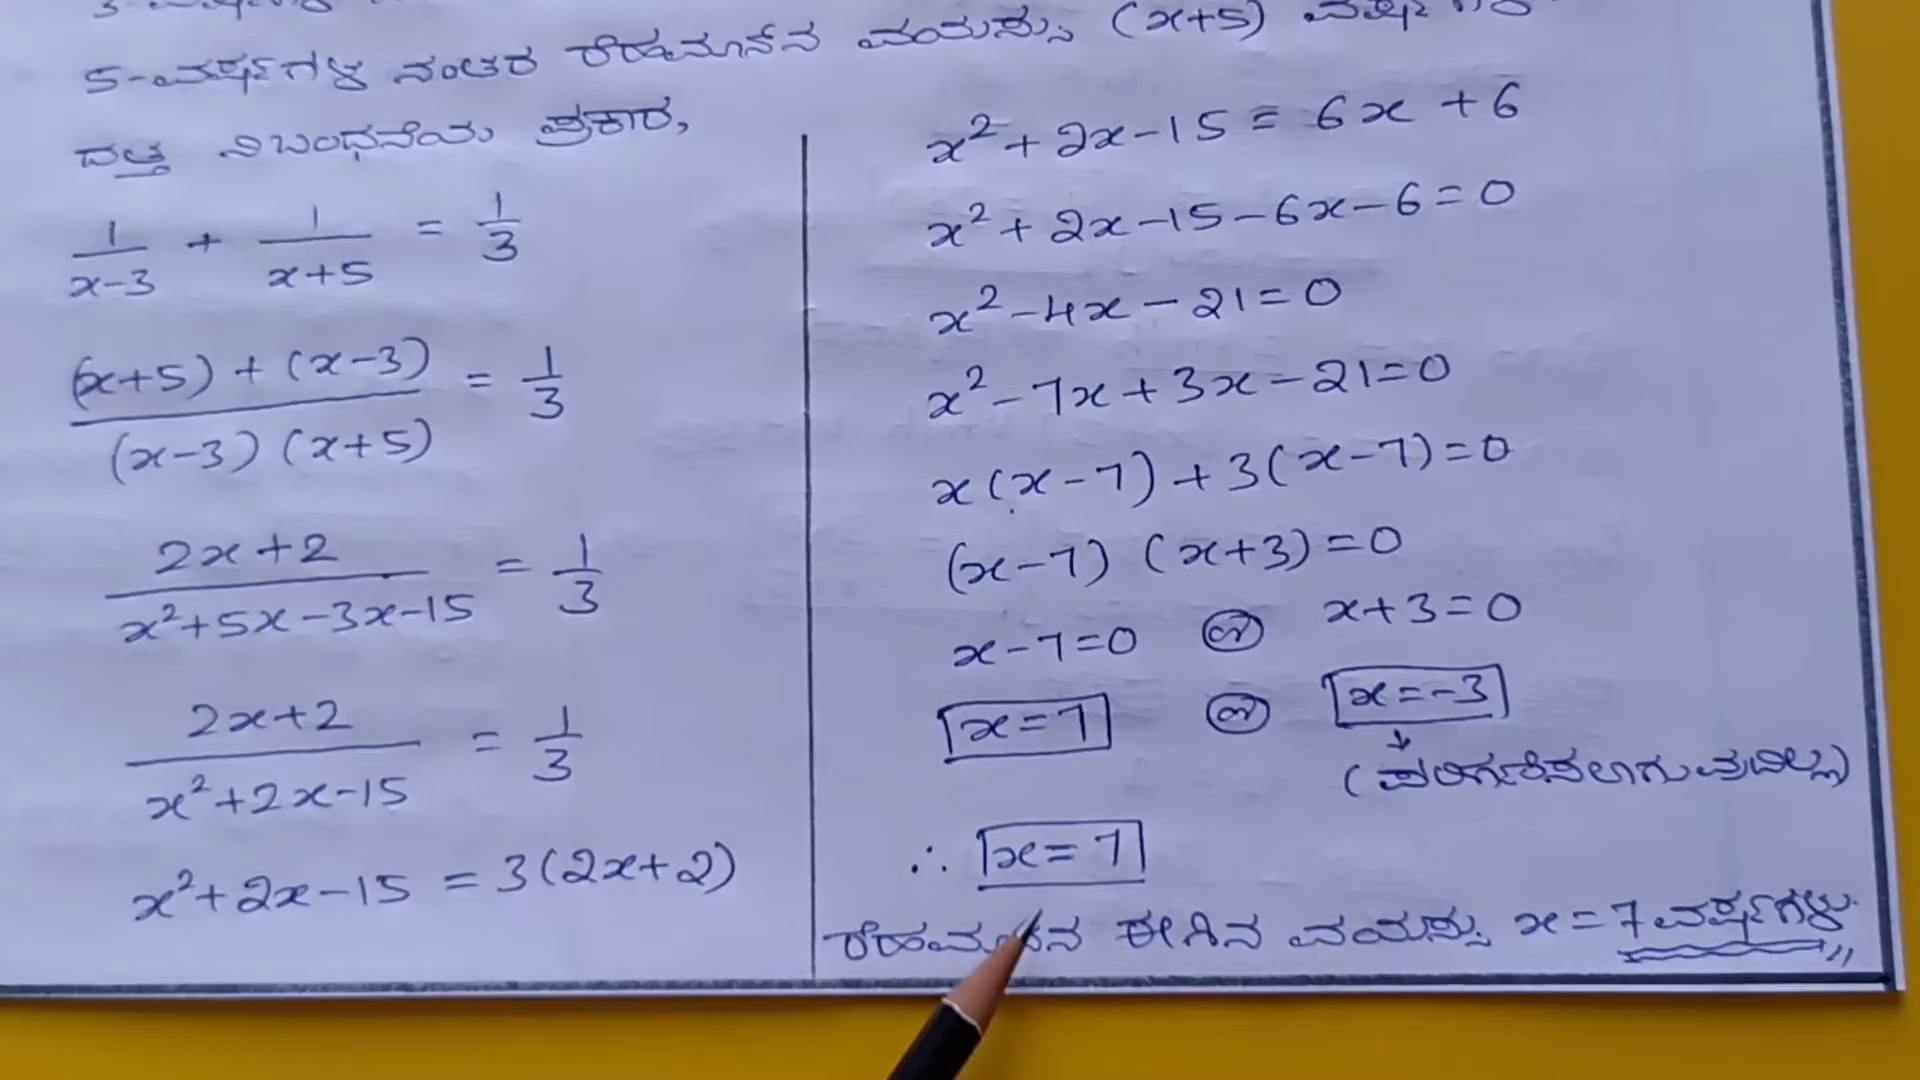 5-ವರ್ಷಗಳ ನಂತರ ರೆಹಮಾನ್‌ನ ವಯಸ್ಸು (x+5) ವರ್ಷಗಳು
ದತ್ತ ನಿಬಂಧನೆಯ ಪ್ರಕಾರ,
1/(x-3) + 1/(x+5) = 1/3
((x+5) + (x-3))/((x-3) (x+5)) = 1/3
(2x+2)/(x²+5x-3x-15) = 1/3
(2x+2)/(x²+2x-15) = 1/3
x²+2x-15 = 3(2x+2)
x²+2x-15 = 6x+6
x²+2x-15-6x-6=0
x²-4x-21=0
x²-7x+3x-21=0
x(x-7)+3(x-7)=0
(x-7) (x+3)=0
x-7=0 or x+3=0
x=7 or x=-3
(ಪರಿಗಣಿಸಲಾಗುವುದಿಲ್ಲ)
∴ x=7
ರೆಹಮಾನನ ಈಗಿನ ವಯಸ್ಸು x=7 ವರ್ಷಗಳು